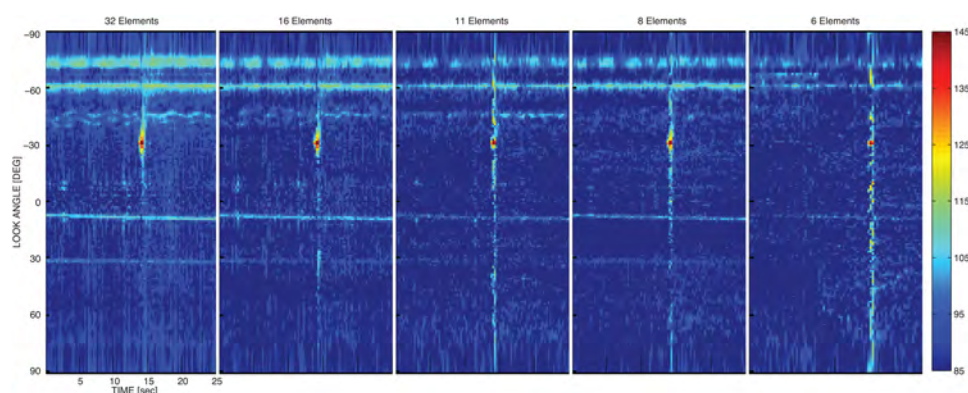 32 Elements
16 Elements
11 Elements
8 Elements
6 Elements
−90
−60
−30
0
30
60
90
LOOK ANGLE [DEG]
5 10 15 20 25
TIME [sec]
145
135
125
115
105
95
85